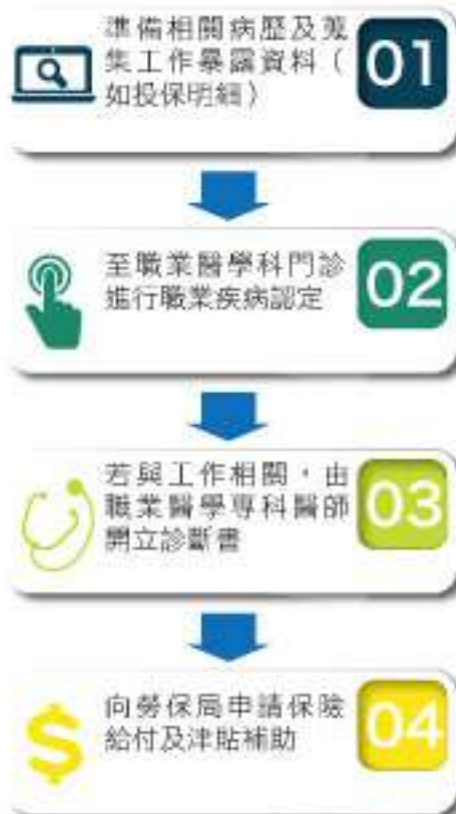 準備相關病歷及蒐
集工作暴露資料（
如投保明細）
01
至職業醫學科門診
進行職業疾病認定
02
若與工作相關，由
職業醫學專科醫師
開立診斷書
03
向勞保局申請保險
給付及津貼補助
04